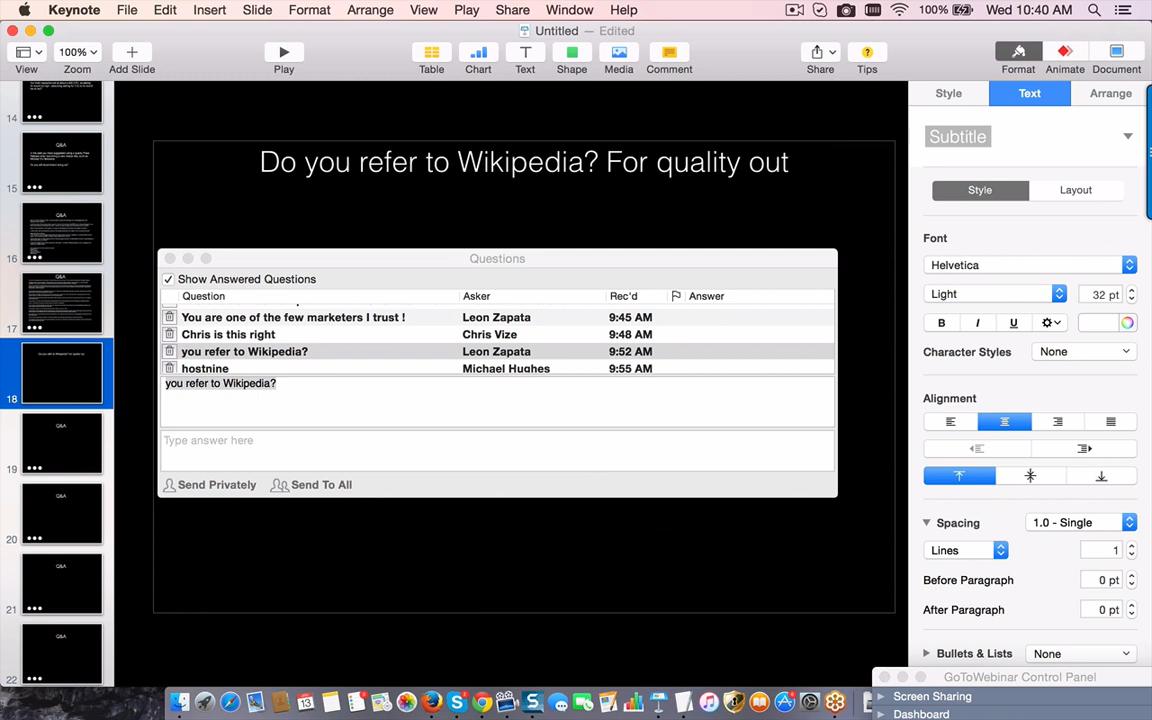 Keynote File Edit Insert Slide Format Arrange View Play Share Window Help 100% Wed 10:40 AM
Untitled — Edited
100%
View Zoom Add Slide Play Table Chart Text Shape Media Comment Share Tips Format Animate Document
Style Text Arrange
Subtitle
Style Layout
Font
Helvetica
Light 32 pt
B I U
Character Styles None
Alignment
Spacing 1.0 - Single
Lines 1
Before Paragraph 0 pt
After Paragraph 0 pt
Bullets & Lists None
14
Q&A
15
Q&A
16
Q&A
17
18
Q&A
19
Q&A
20
Q&A
21
Q&A
22
Do you refer to Wikipedia? For quality out
Questions
Show Answered Questions
Question Asker Rec'd Answer
You are one of the few marketers I trust ! Leon Zapata 9:45 AM
Chris is this right Chris Vize 9:48 AM
you refer to Wikipedia? Leon Zapata 9:52 AM
hostnine Michael Hughes 9:55 AM
you refer to Wikipedia?
Type answer here
Send Privately Send To All
GoToWebinar Control Panel
Screen Sharing
Dashboard
13